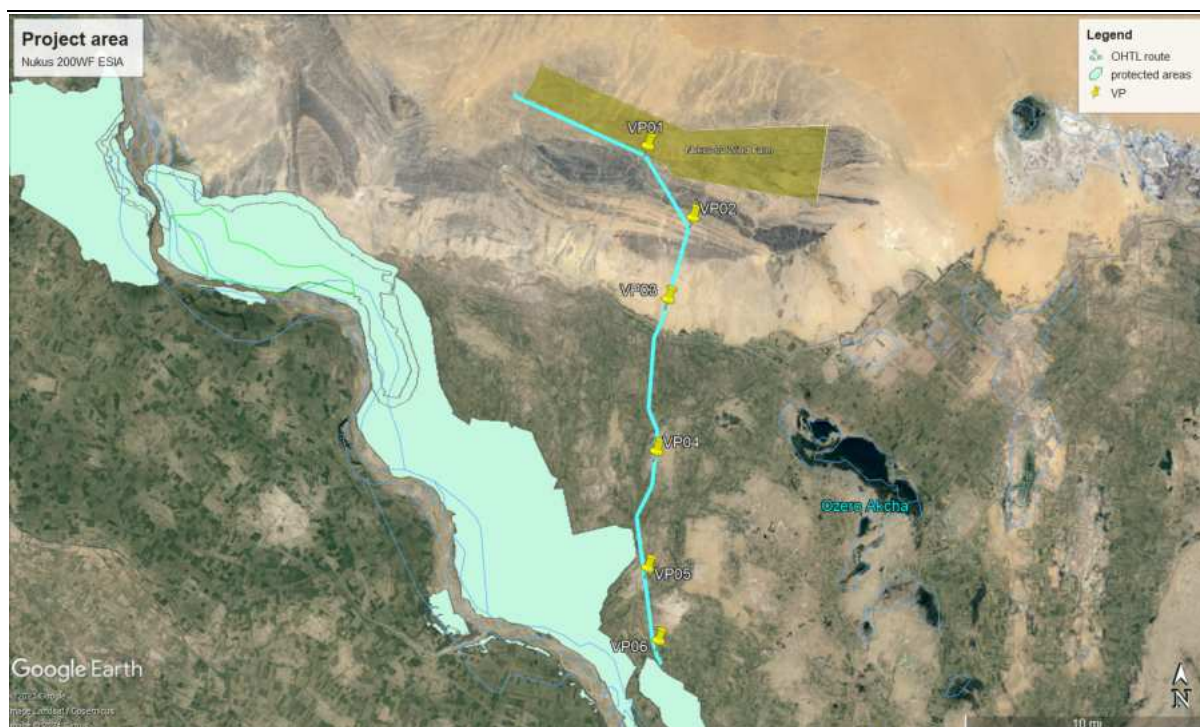 Project area
Nukus 200WF ESIA
Legend
OHTL route
protected areas
VP
VP01
VP02
VP03
VP04
Ozero Akcha
VP05
VP06
Google Earth
10 mi
N